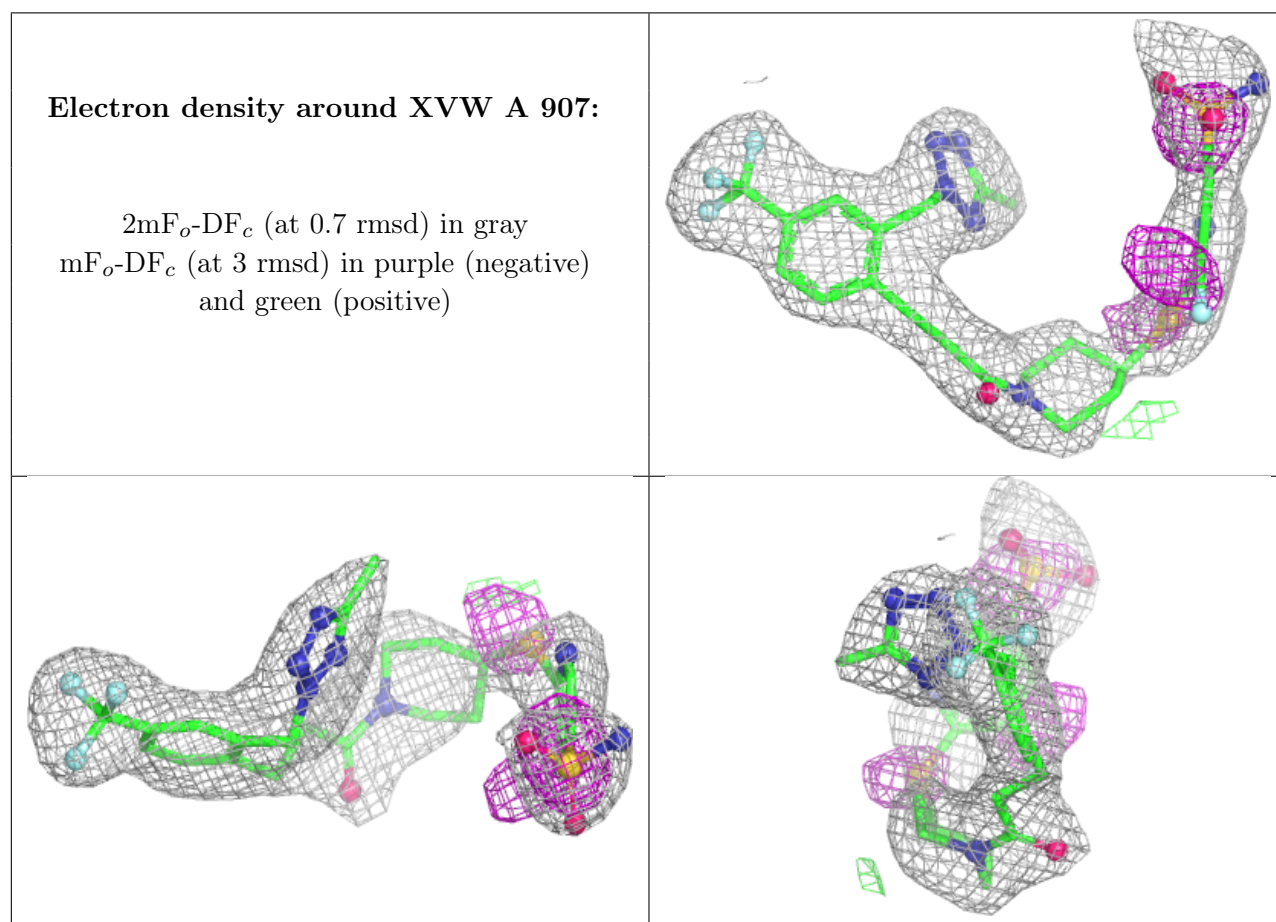 Electron density around XVW A 907:
2mFo-DFc (at 0.7 rmsd) in gray
mFo-DFc (at 3 rmsd) in purple (negative)
and green (positive)